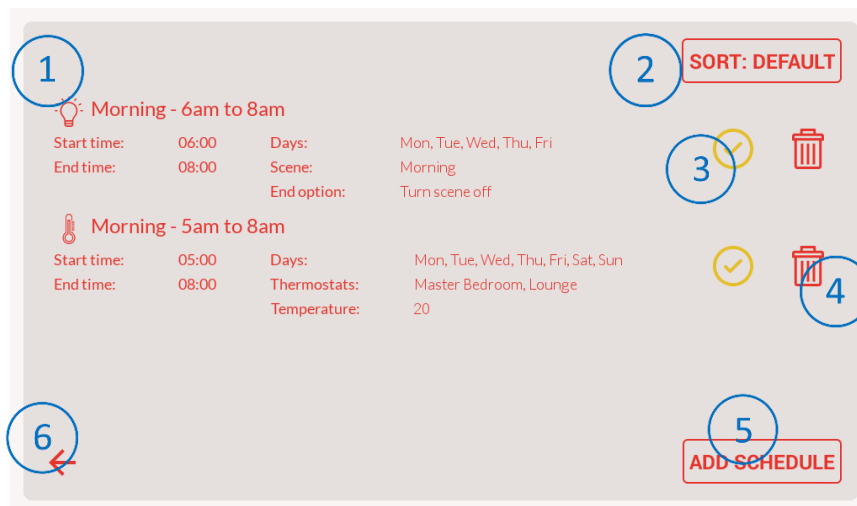 1
2
SORT: DEFAULT
Morning - 6am to 8am
Start time: 06:00 Days: Mon, Tue, Wed, Thu, Fri
3
End time: 08:00 Scene: Morning
End option: Turn scene off
Morning - 5am to 8am
Start time: 05:00 Days: Mon, Tue, Wed, Thu, Fri, Sat, Sun
End time: 08:00 Thermostats: Master Bedroom, Lounge
4
Temperature: 20
5
6
ADD SCHEDULE